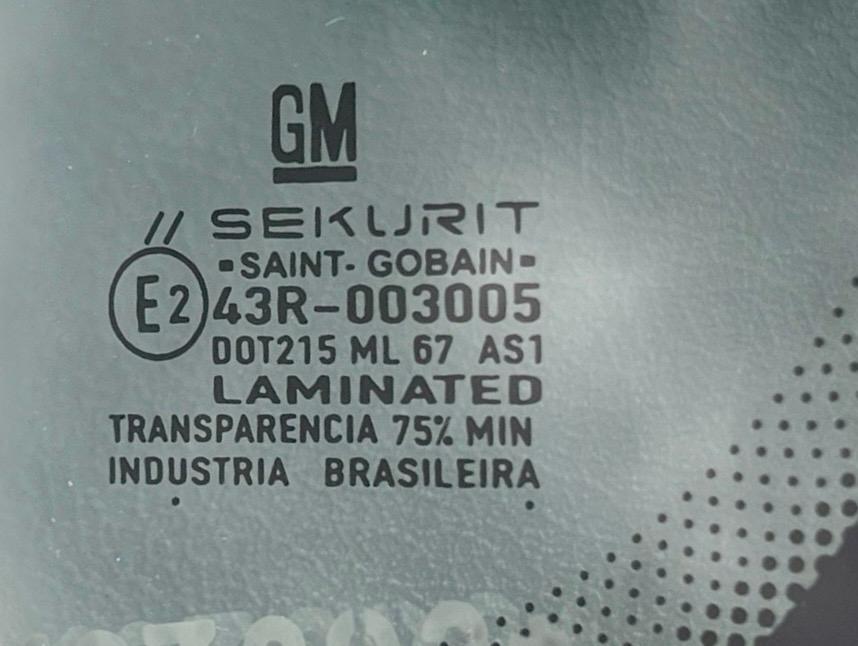 GM
// SEKURIT
SAINT-GOBAIN
E2 43R-003005
DOT215 ML 67 AS1
LAMINATED
TRANSPARENCIA 75% MIN
INDUSTRIA BRASILEIRA